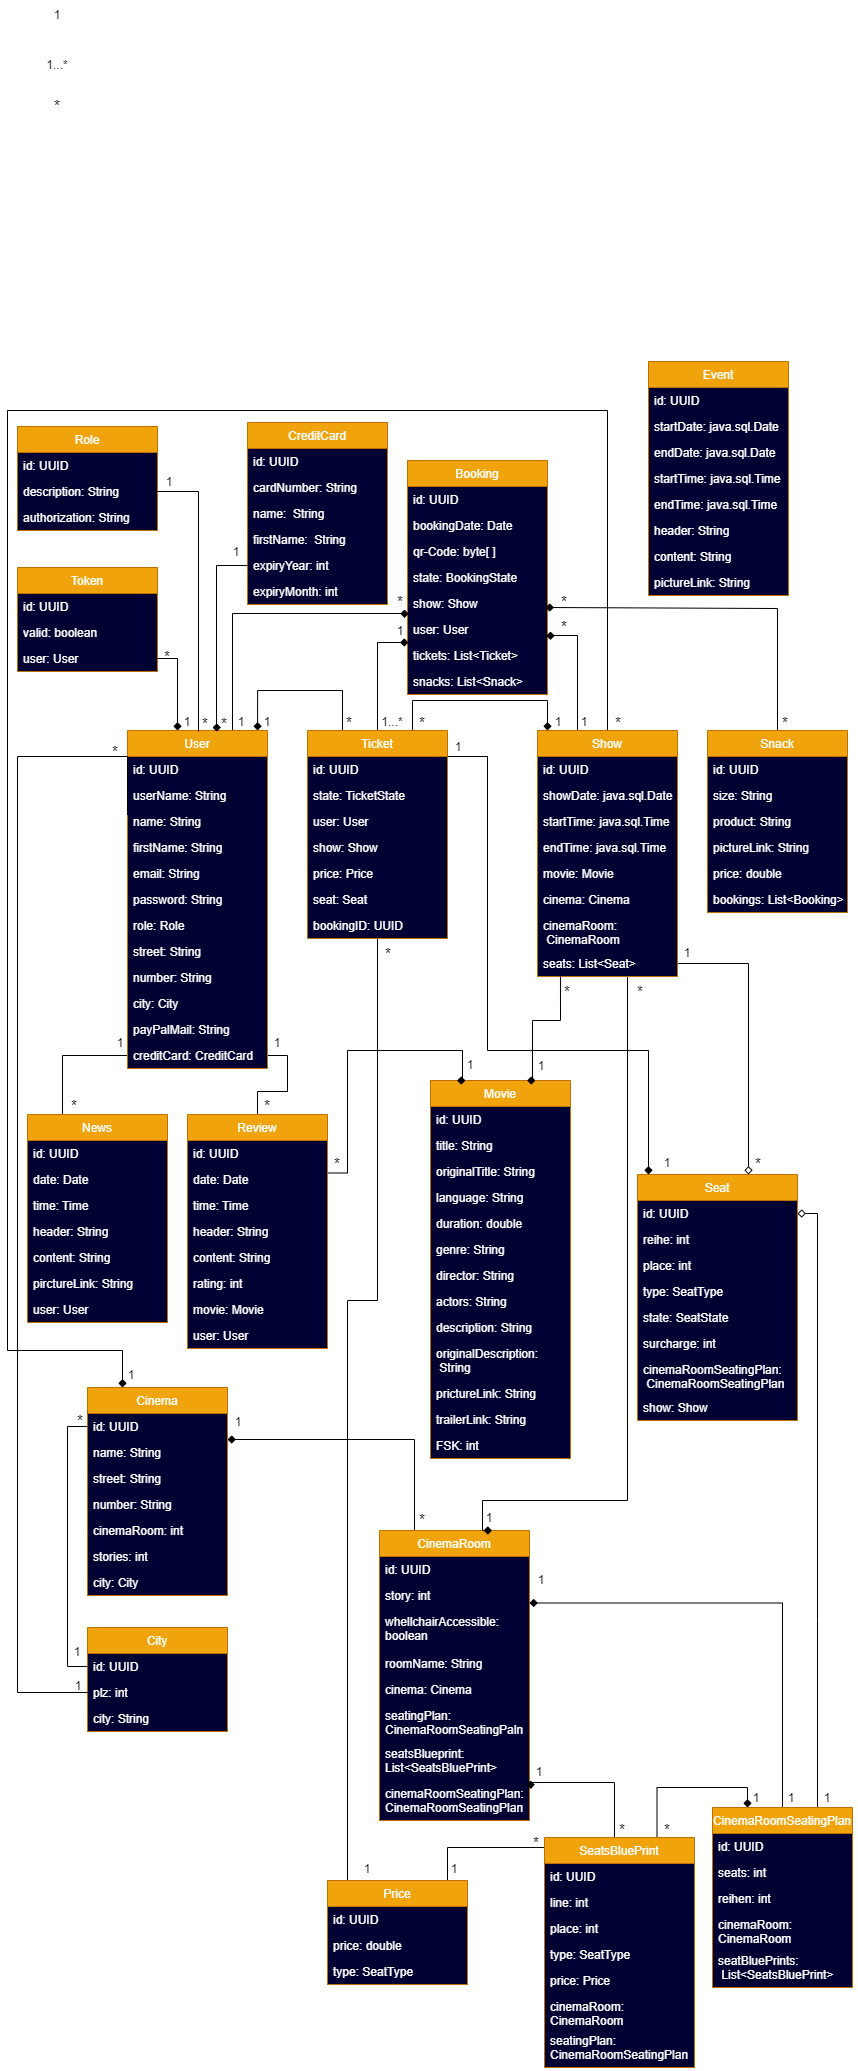 1
1...*
*
Event
id: UUID
startDate: java.sql.Date
endDate: java.sql.Date
startTime: java.sql.Time
endTime: java.sql.Time
header: String
content: String
pictureLink: String
Role
id: UUID
description: String
authorization: String
1
CreditCard
id: UUID
cardNumber: String
name:  String
firstName:  String
expiryYear: int
expiryMonth: int
1
Booking
id: UUID
bookingDate: Date
qr-Code: byte[ ]
state: BookingState
show: Show
user: User
tickets: List<Ticket>
snacks: List<Snack>
*
1
*
*
Token
id: UUID
valid: boolean
user: User
*
1
*
*
1
1
*
1...*
*
1
1
*
*
User
id: UUID
userName: String
name: String
firstName: String
email: String
password: String
role: Role
street: String
number: String
city: City
payPalMail: String
creditCard: CreditCard
*
1
1
Ticket
id: UUID
state: TicketState
user: User
show: Show
price: Price
seat: Seat
bookingID: UUID
1
*
Show
id: UUID
showDate: java.sql.Date
startTime: java.sql.Time
endTime: java.sql.Time
movie: Movie
cinema: Cinema
cinemaRoom:
CinemaRoom
seats: List<Seat>
1
*
*
Snack
id: UUID
size: String
product: String
pictureLink: String
price: double
bookings: List<Booking>
*
*
1
1
*
1
*
News
id: UUID
date: Date
time: Time
header: String
content: String
pirctureLink: String
user: User
Review
id: UUID
date: Date
time: Time
header: String
content: String
rating: int
movie: Movie
user: User
*
Movie
id: UUID
title: String
originalTitle: String
language: String
duration: double
genre: String
director: String
actors: String
description: String
originalDescription:
String
prictureLink: String
trailerLink: String
FSK: int
Seat
id: UUID
reihe: int
place: int
type: SeatType
state: SeatState
surcharge: int
cinemaRoomSeatingPlan:
CinemaRoomSeatingPlan
show: Show
1
*
1
Cinema
id: UUID
name: String
street: String
number: String
cinemaRoom: int
stories: int
city: City
*
1
1
1
City
id: UUID
plz: int
city: String
CinemaRoom
id: UUID
story: int
whellchairAccessible:
boolean
roomName: String
cinema: Cinema
seatingPlan:
CinemaRoomSeatingPaln
seatsBlueprint:
List<SeatsBluePrint>
cinemaRoomSeatingPlan:
CinemaRoomSeatingPlan
1
1
*
*
1
1
1
*
1
1
Price
id: UUID
price: double
type: SeatType
SeatsBluePrint
id: UUID
line: int
place: int
type: SeatType
price: Price
cinemaRoom:
CinemaRoom
seatingPlan:
CinemaRoomSeatingPlan
CinemaRoomSeatingPlan
id: UUID
seats: int
reihen: int
cinemaRoom:
CinemaRoom
seatBluePrints:
List<SeatsBluePrint>